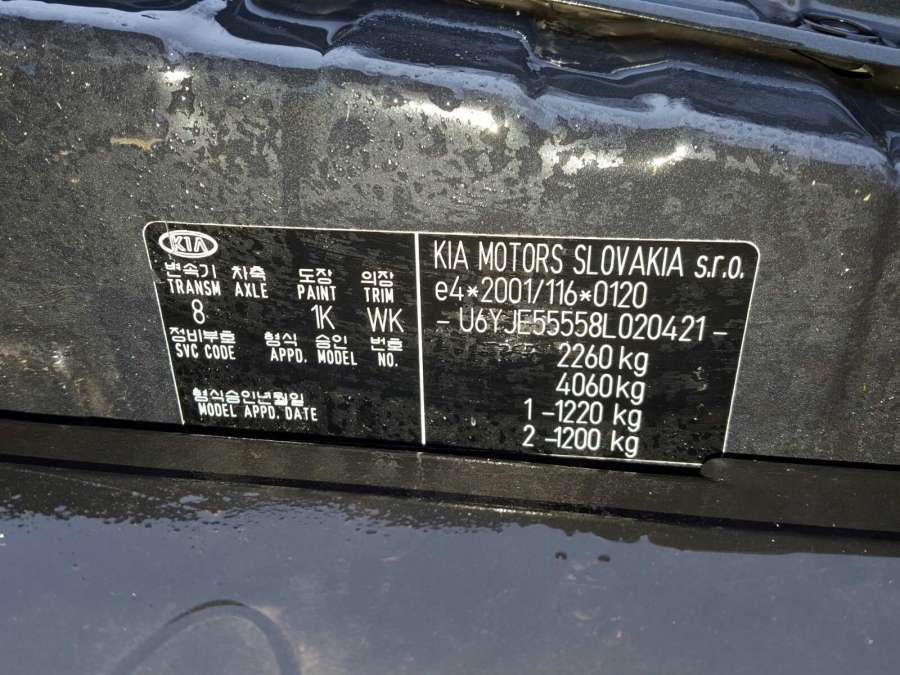 KIA
변속기 차축 도장 의장
TRANSM AXLE PAINT TRIM
8 1K WK
정비부호 형식 승인 번호
SVC CODE APPD. MODEL NO.
형식승인년월일
MODEL APPD. DATE
KIA MOTORS SLOVAKIA s.r.o.
e4*2001/116*0120
- U6YJE55558L020421 -
2260 kg
4060 kg
1 -1220 kg
2 -1200 kg